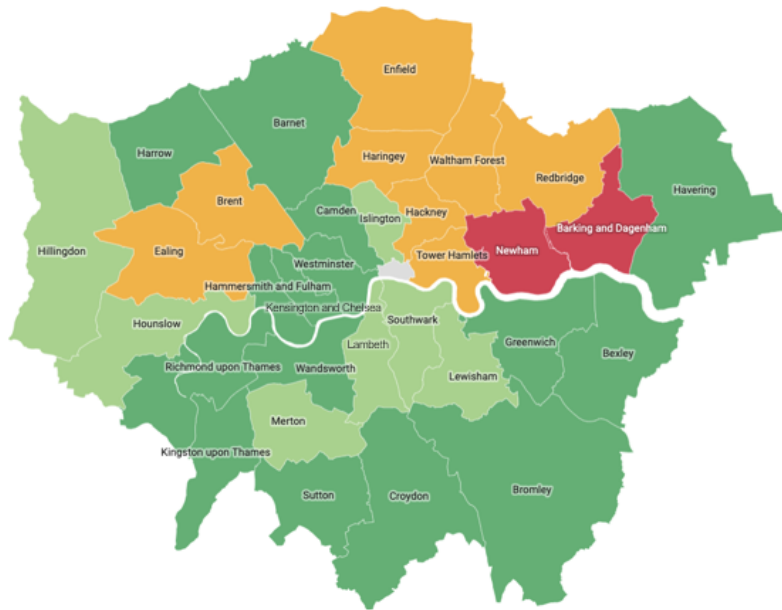 Enfield
Barnet
Harrow
Haringey
Waltham Forest
Redbridge
Havering
Brent
Camden
Islington
Hackney
Barking and Dagenham
Hillingdon
Ealing
Westminster
Tower Hamlets
Newham
Hammersmith and Fulham
Kensington and Chelsea
Hounslow
Southwark
Greenwich
Lambeth
Bexley
Richmond upon Thames
Wandsworth
Lewisham
Merton
Kingston upon Thames
Sutton
Croydon
Bromley